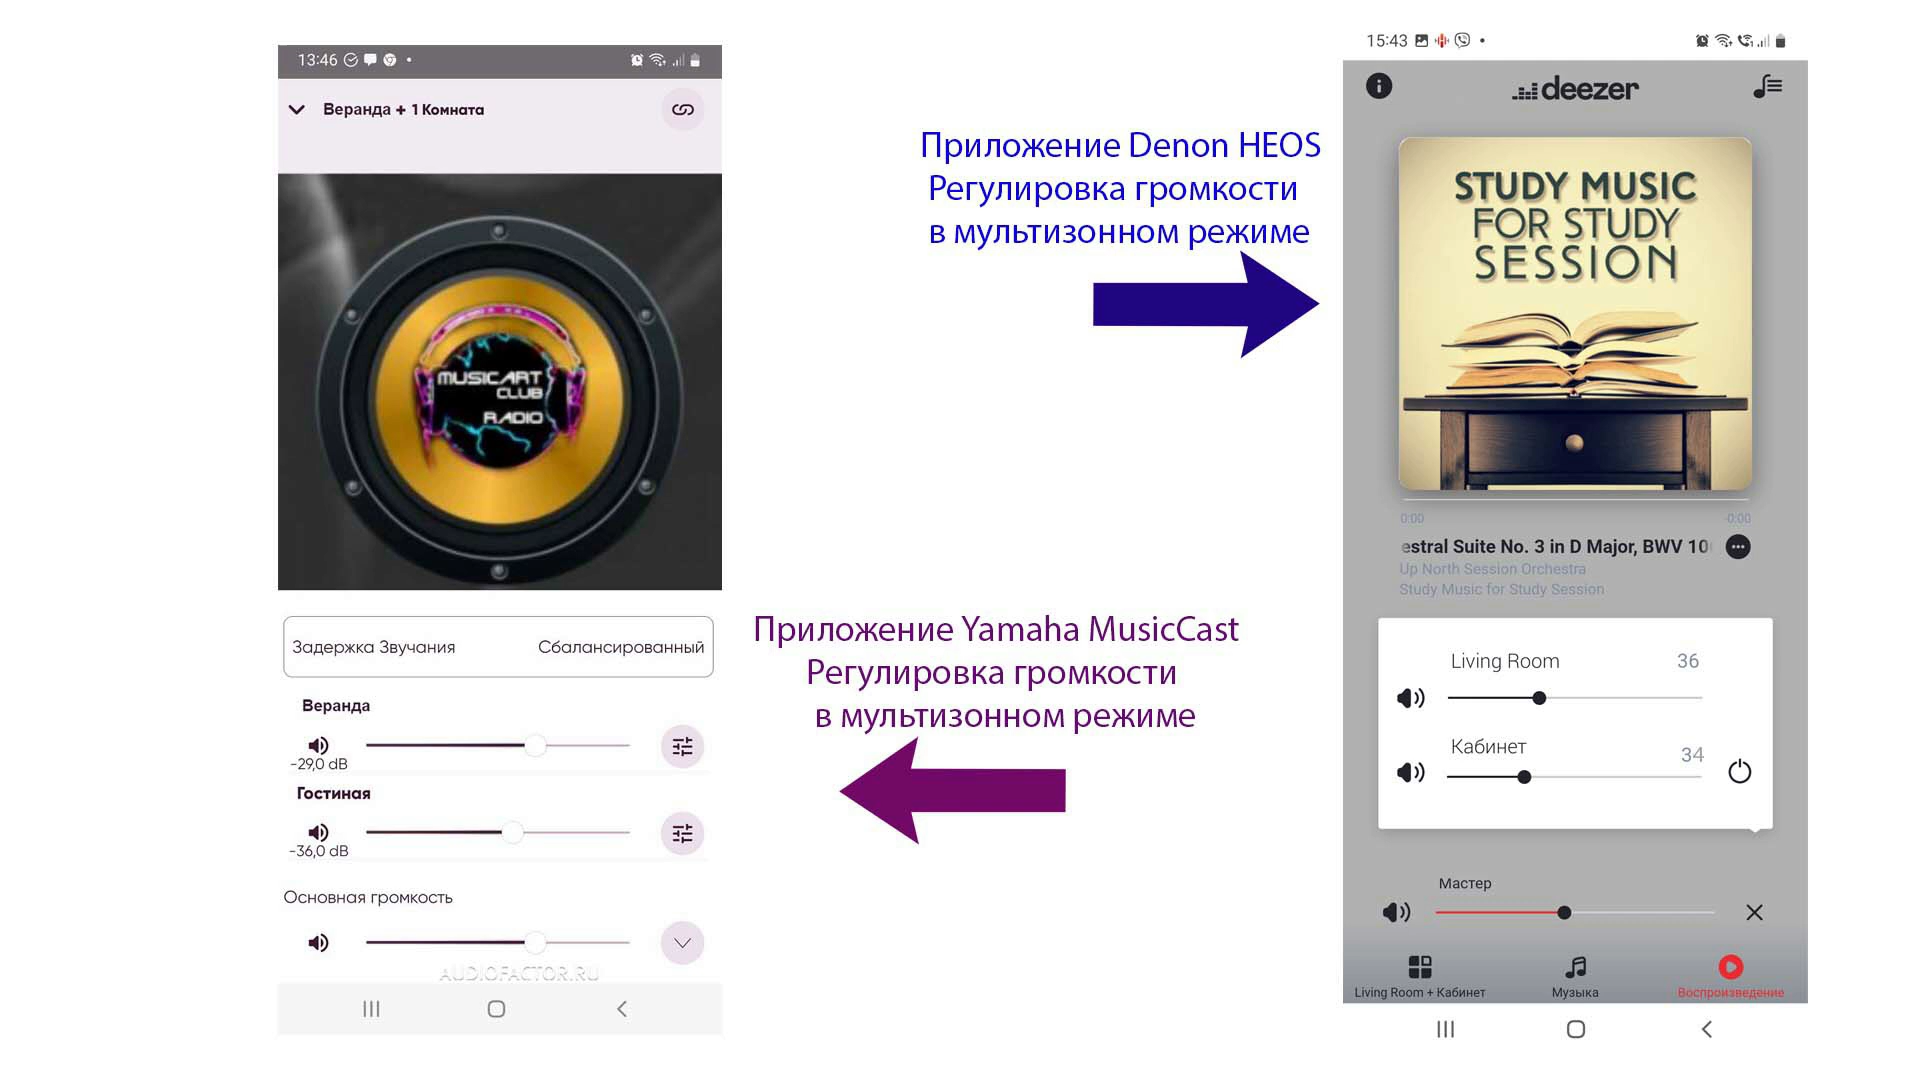 13:46
Веранда + 1 Комната
MUSICART
CLUB
RADIO
Задержка Звучания Сбалансированный
Веранда
-29,0 dB
Гостиная
-36,0 dB
Основная громкость
AUDIOFACTOR.RU
Приложение Denon HEOS
Регулировка громкости
в мультизонном режиме
Приложение Yamaha MusicCast
Регулировка громкости
в мультизонном режиме
15:43
deezer
STUDY MUSIC
FOR STUDY
SESSION
0:00 -0:00
estral Suite No. 3 in D Major, BWV 10
Up North Session Orchestra
Study Music for Study Session
Living Room 36
Кабинет 34
Мастер
Living Room + Кабинет Музыка Воспроизведение